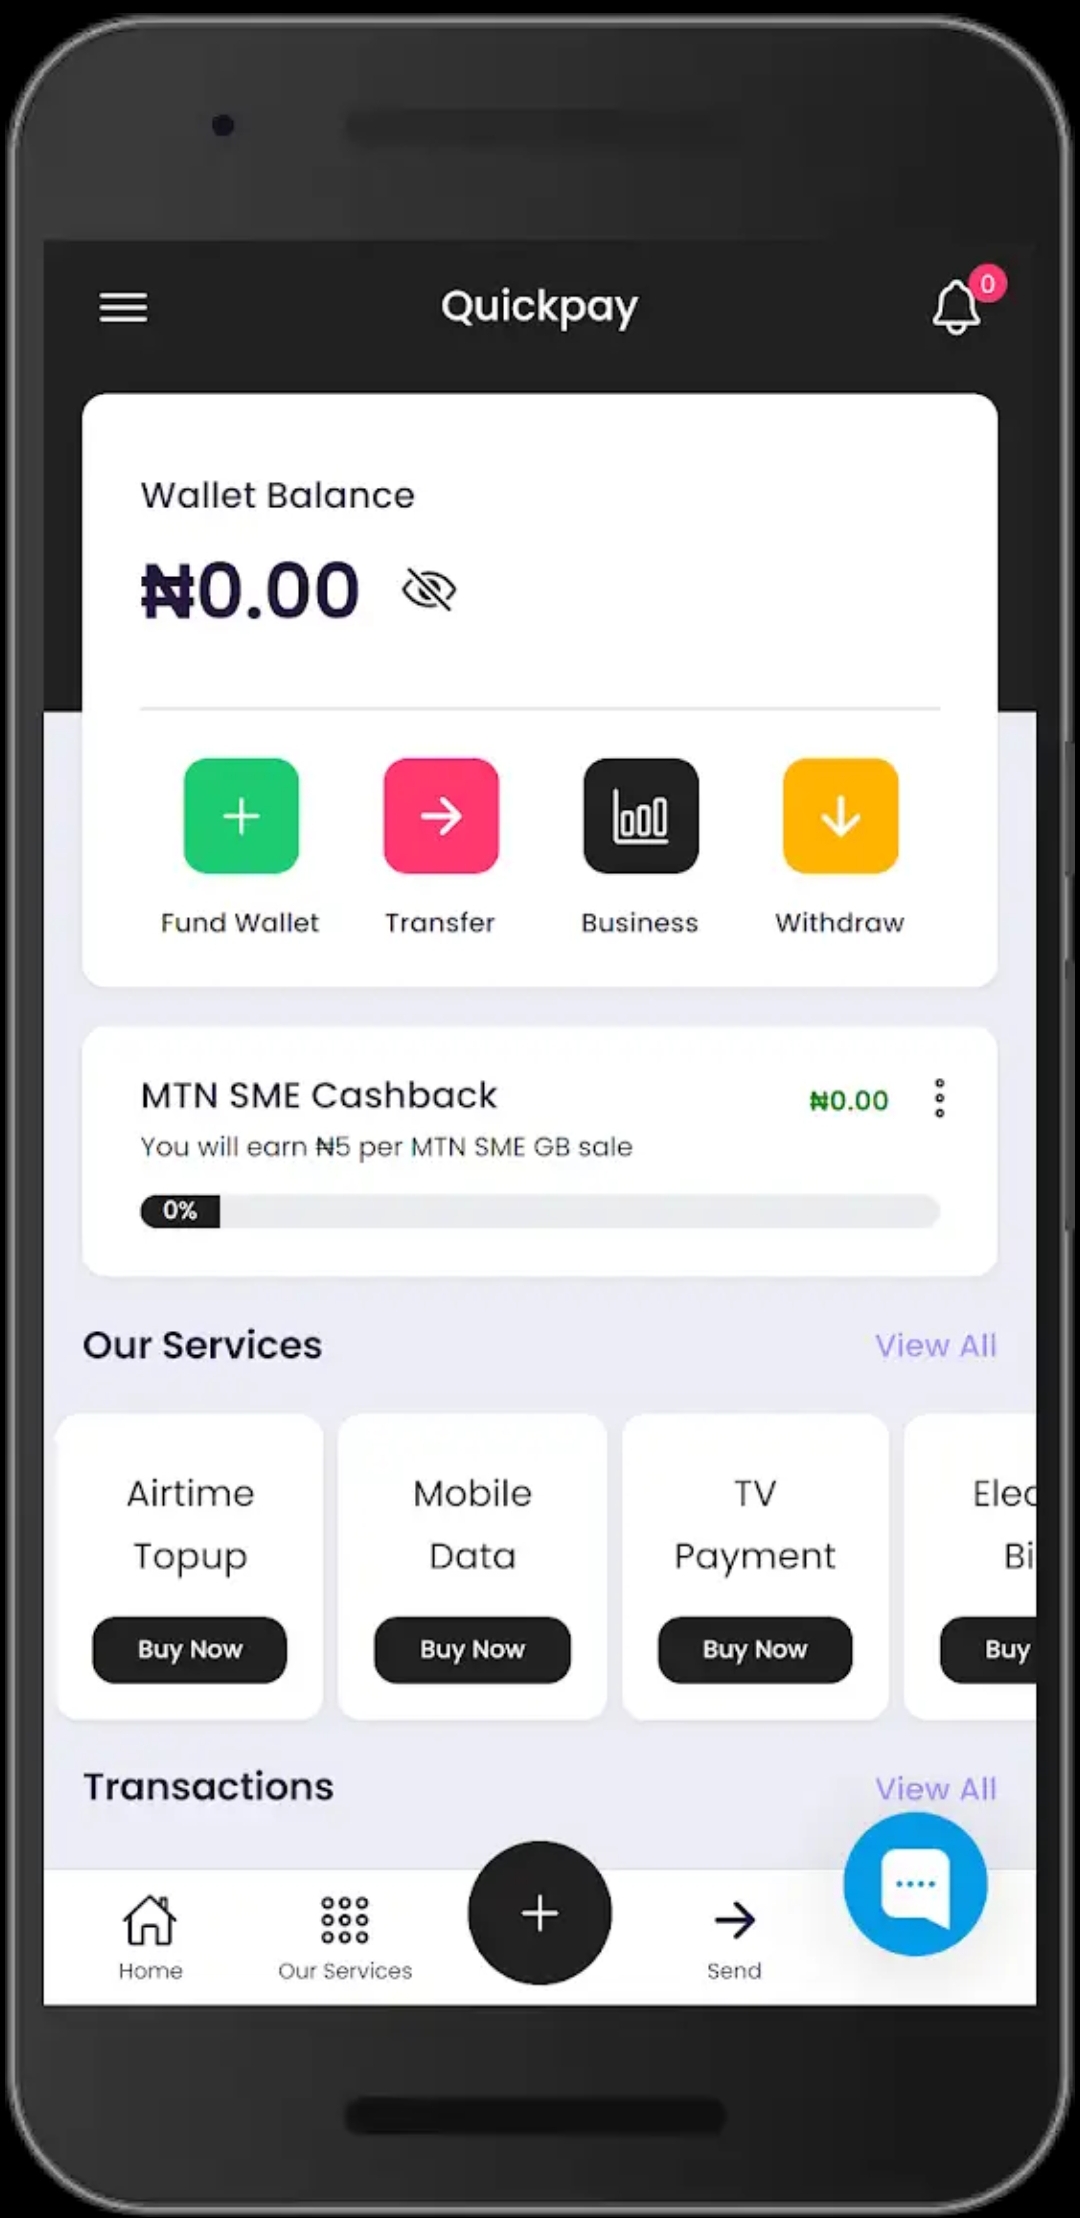 Quickpay
0
Wallet Balance
₦0.00
Fund Wallet
Transfer
Business
Withdraw
MTN SME Cashback
₦0.00
You will earn ₦5 per MTN SME GB sale
0%
Our Services
View All
Airtime
Topup
Buy Now
Mobile
Data
Buy Now
TV
Payment
Buy Now
Elec
Bi
Buy
Transactions
View All
Home
Our Services
Send